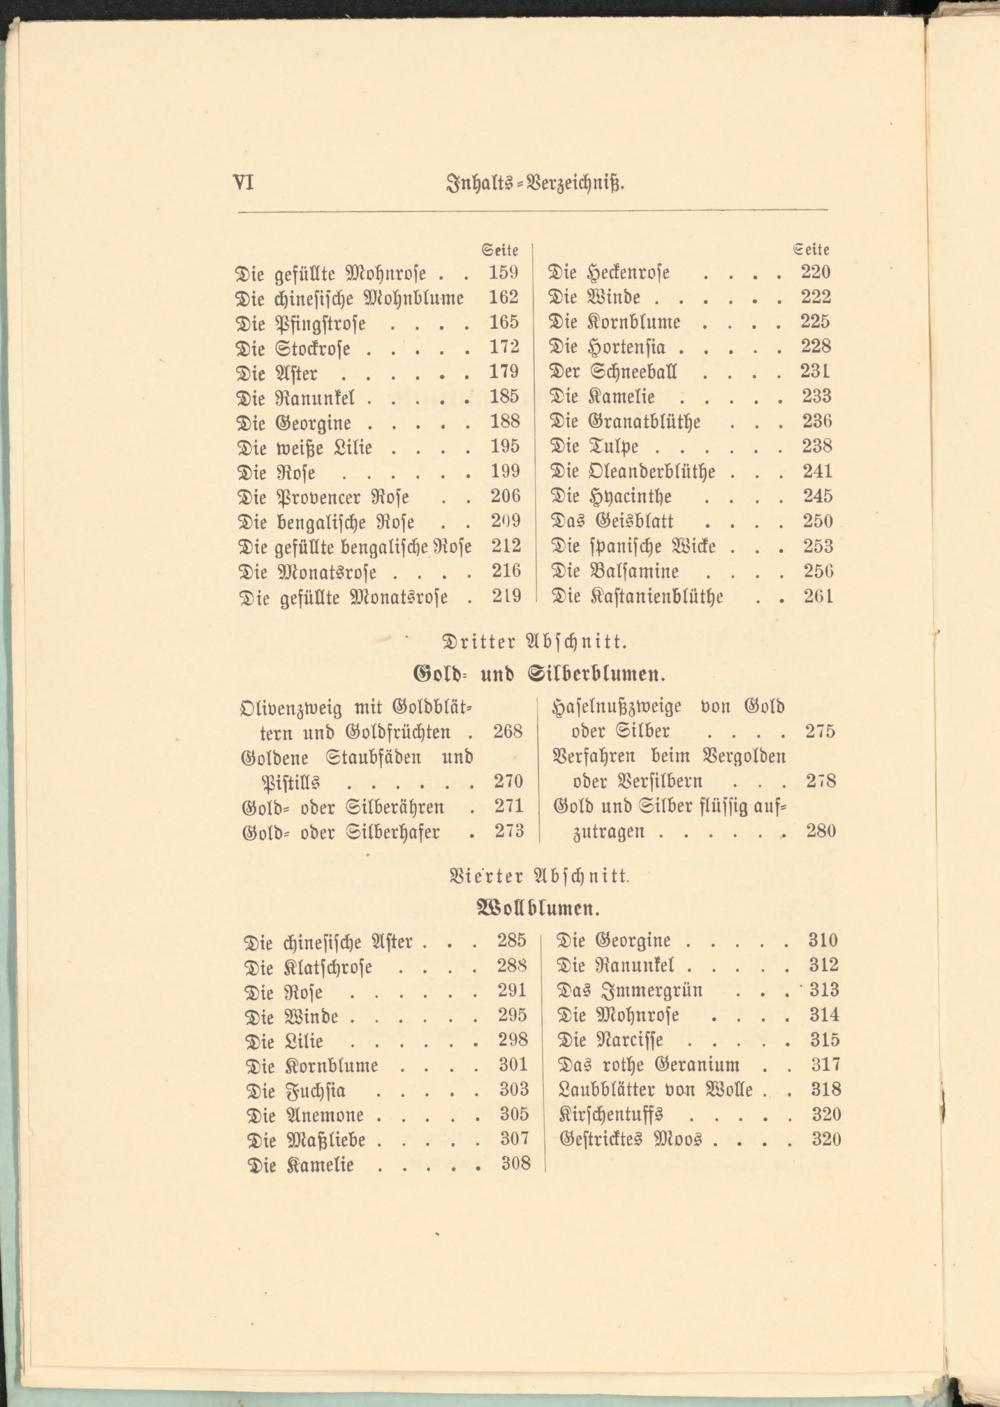 VI Inhalts-Verzeichniß.
Seite
Die gefüllte Mohnrose . . 159
Die chinesische Mohnblume 162
Die Pfingstrose . . . . 165
Die Stockrose . . . . . 172
Die Aster . . . . . . 179
Die Ranunkel . . . . . 185
Die Georgine . . . . . 188
Die weiße Lilie . . . . 195
Die Rose . . . . . . 199
Die Provencer Rose . . 206
Die bengalische Rose . . 209
Die gefüllte bengalische Rose 212
Die Monatsrose . . . . 216
Die gefüllte Monatsrose . 219
Seite
Die Heckenrose . . . . 220
Die Winde . . . . . . 222
Die Kornblume . . . . 225
Die Hortensia . . . . . 228
Der Schneeball . . . . 231
Die Kamelie . . . . . 233
Die Granatblüthe . . . 236
Die Tulpe . . . . . . 238
Die Oleanderblüthe . . . 241
Die Hyacinthe . . . . 245
Das Geisblatt . . . . 250
Die spanische Wicke . . . 253
Die Balsamine . . . . 256
Die Kastanienblüthe . . 261
Dritter Abschnitt.
Gold- und Silberblumen.
Olivenzweig mit Goldblät-
tern und Goldfrüchten . 268
Goldene Staubfäden und
Pistills . . . . . . 270
Gold- oder Silberähren . 271
Gold- oder Silberhafer . 273
Haselnußzweige von Gold
oder Silber . . . . 275
Verfahren beim Vergolden
oder Versilbern . . . 278
Gold und Silber flüssig auf-
zutragen . . . . . . 280
Vierter Abschnitt.
Wollblumen.
Die chinesische Aster . . . 285
Die Klatschrose . . . . 288
Die Rose . . . . . . 291
Die Winde . . . . . . 295
Die Lilie . . . . . . 298
Die Kornblume . . . . 301
Die Fuchsia . . . . . 303
Die Anemone . . . . . 305
Die Maßliebe . . . . . 307
Die Kamelie . . . . . 308
Die Georgine . . . . . 310
Die Ranunkel . . . . . 312
Das Immergrün . . . 313
Die Mohnrose . . . . 314
Die Narcisse . . . . . 315
Das rothe Geranium . . 317
Laubblätter von Wolle . . 318
Kirschentuffs . . . . . 320
Gestricktes Moos . . . . 320